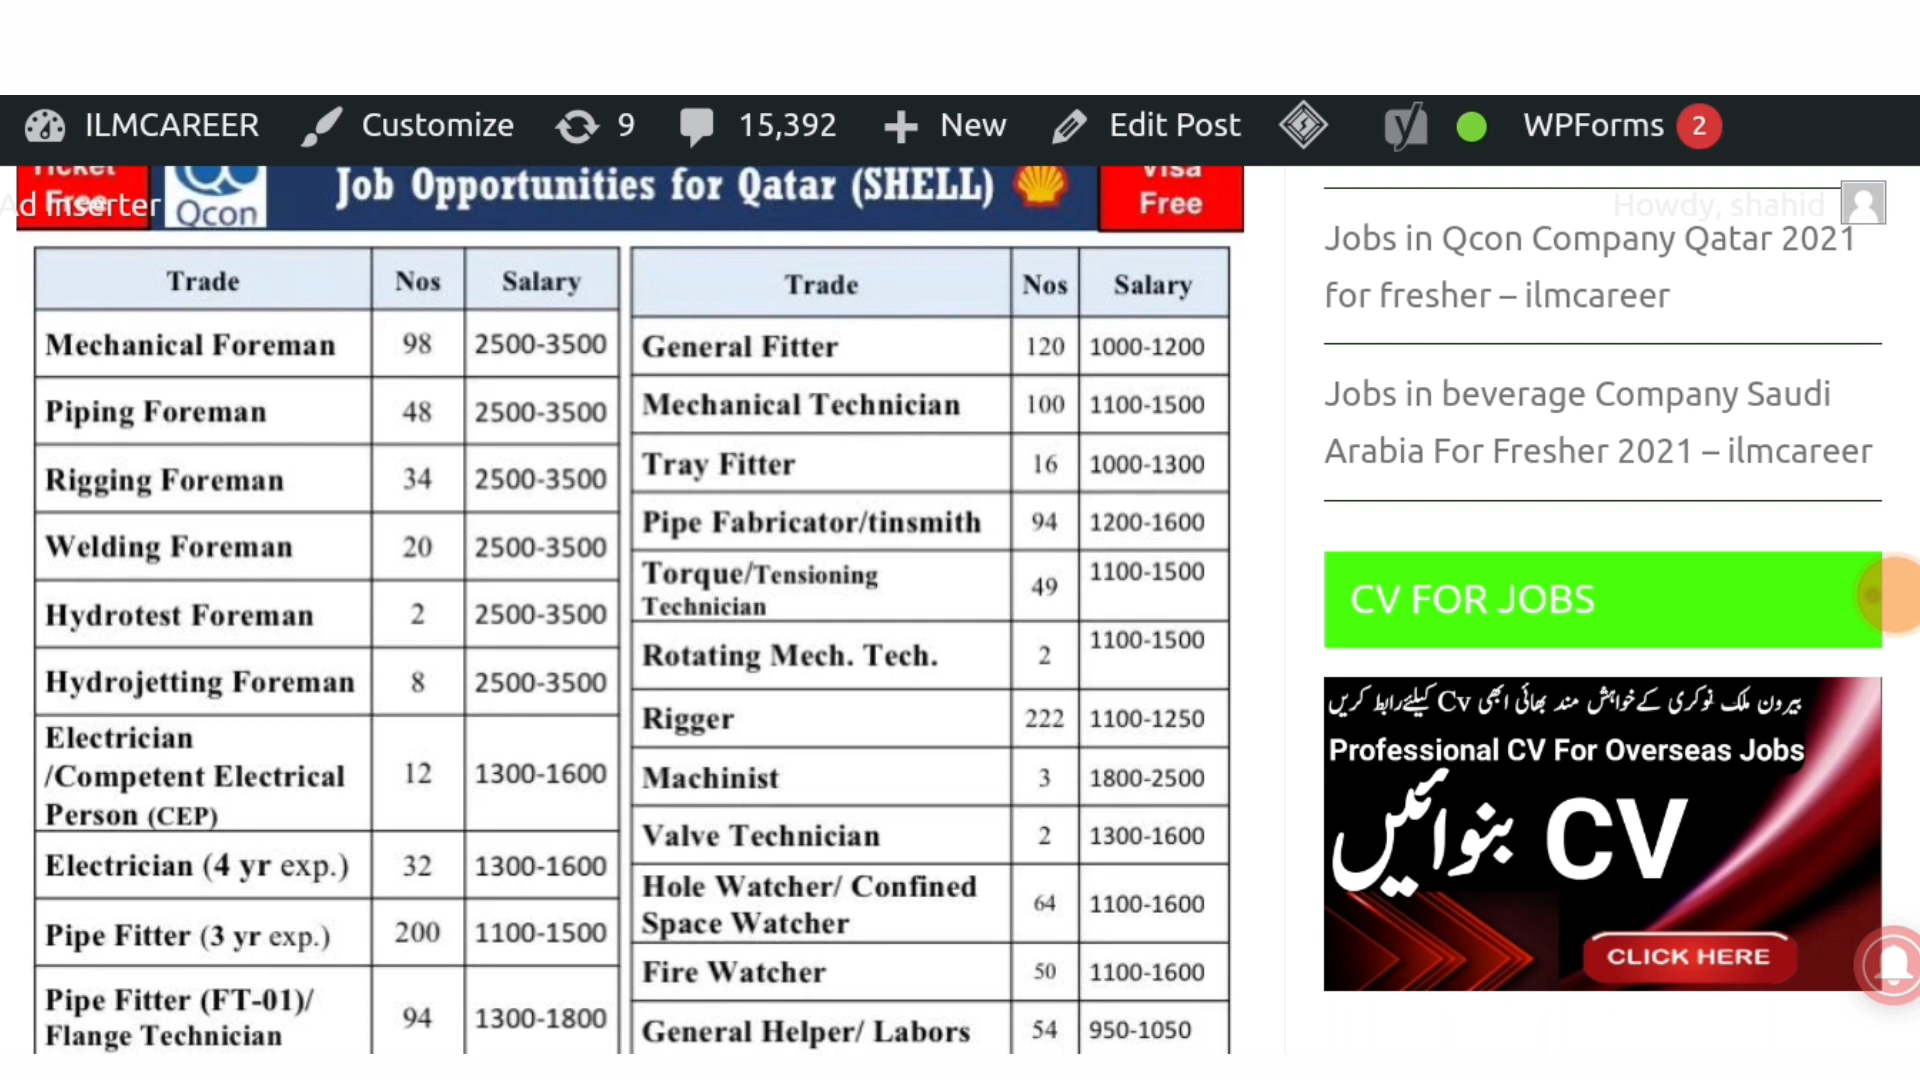 ILMCAREER Customize 9 15,392 New Edit Post WPForms 2
Ad Inserter
Howdy, shahid
Ticket
Free
Qcon
Job Opportunities for Qatar (SHELL)
Visa
Free
Trade Nos Salary
Mechanical Foreman 98 2500-3500
Piping Foreman 48 2500-3500
Rigging Foreman 34 2500-3500
Welding Foreman 20 2500-3500
Hydrotest Foreman 2 2500-3500
Hydrojetting Foreman 8 2500-3500
Electrician
/Competent Electrical 12 1300-1600
Person (CEP)
Electrician (4 yr exp.) 32 1300-1600
Pipe Fitter (3 yr exp.) 200 1100-1500
Pipe Fitter (FT-01)/
Flange Technician 94 1300-1800
Trade Nos Salary
General Fitter 120 1000-1200
Mechanical Technician 100 1100-1500
Tray Fitter 16 1000-1300
Pipe Fabricator/tinsmith 94 1200-1600
Torque/Tensioning 49 1100-1500
Technician
Rotating Mech. Tech. 2 1100-1500
Rigger 222 1100-1250
Machinist 3 1800-2500
Valve Technician 2 1300-1600
Hole Watcher/ Confined 64 1100-1600
Space Watcher
Fire Watcher 50 1100-1600
General Helper/ Labors 54 950-1050
Jobs in Qcon Company Qatar 2021
for fresher – ilmcareer
Jobs in beverage Company Saudi
Arabia For Fresher 2021 – ilmcareer
CV FOR JOBS
بیرون ملک نوکری کے خواہش مند بھائی ابھی Cv کیلئے رابطہ کریں
Professional CV For Overseas Jobs
CV بنوائیں
CLICK HERE